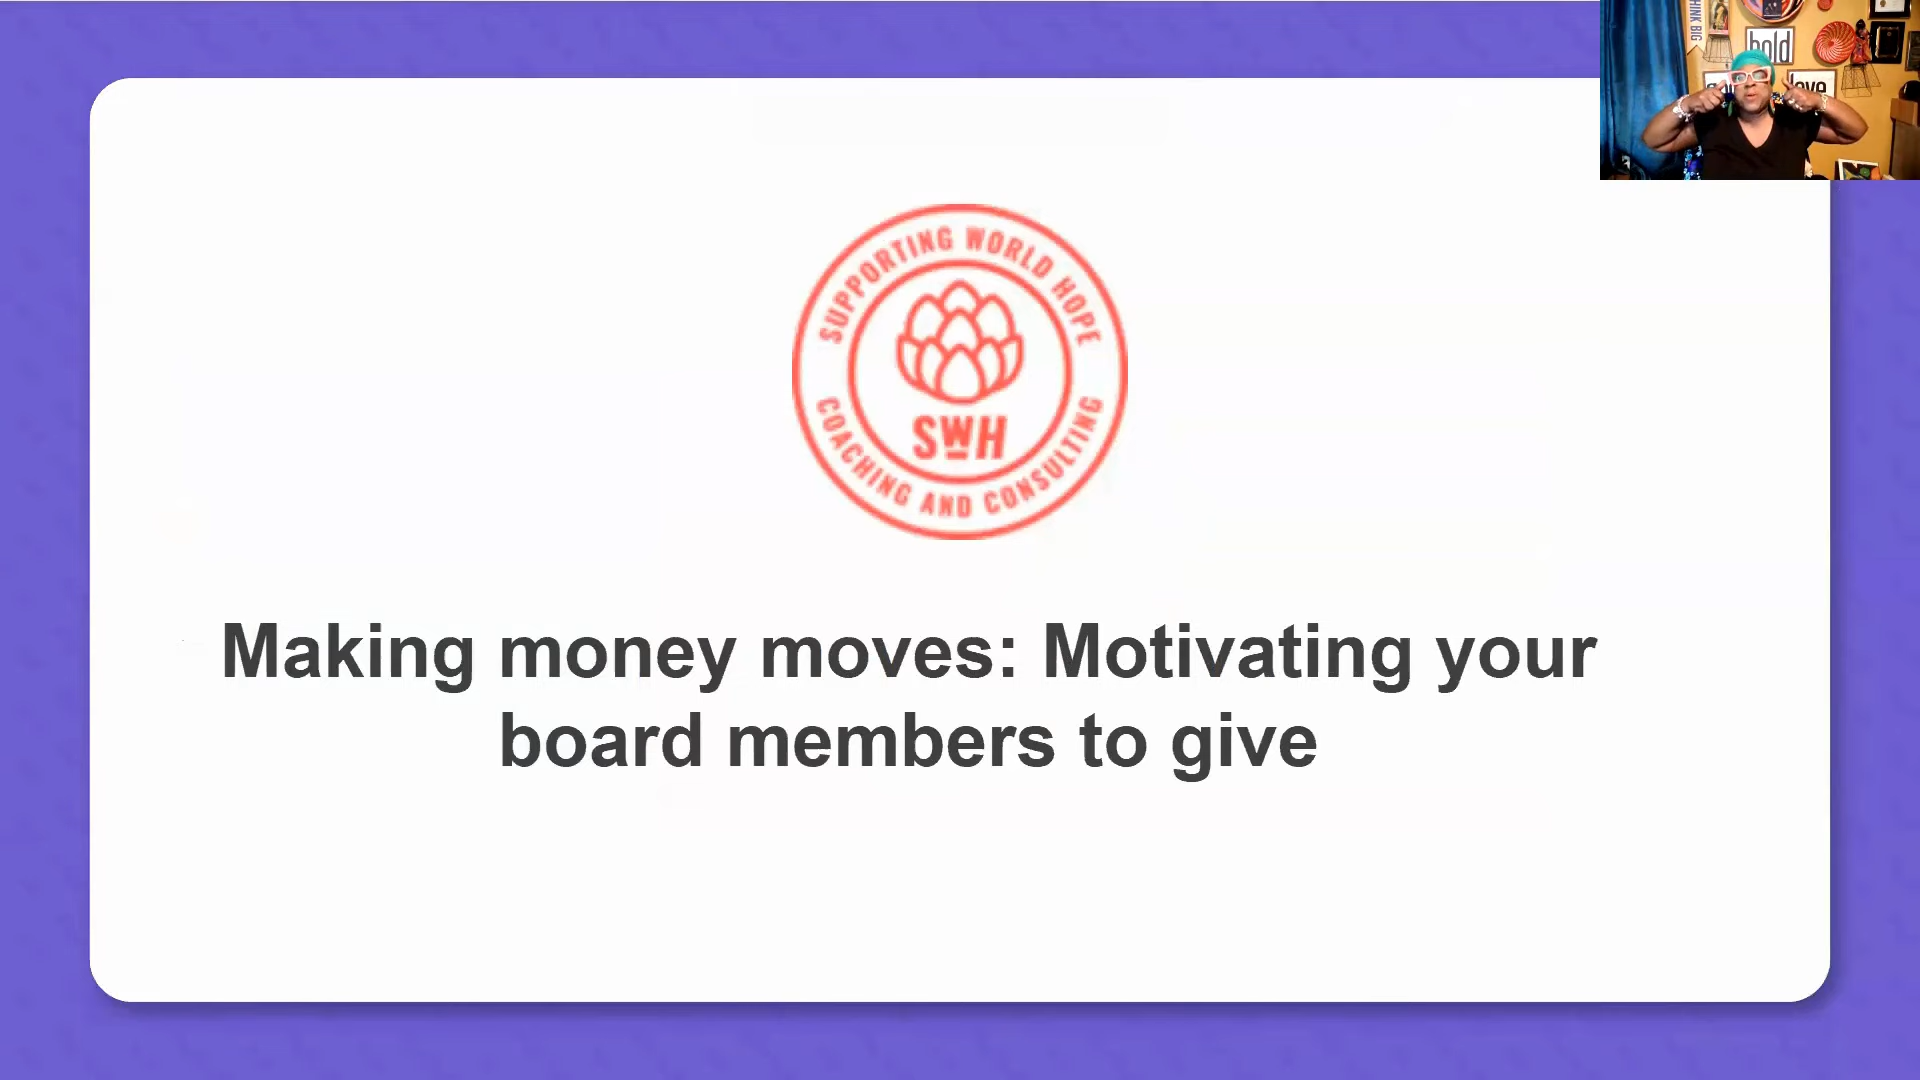 THINK BIG
bold
love
SUPPORTING WORLD HOPE
SWH
COACHING AND CONSULTING
Making money moves: Motivating your
board members to give